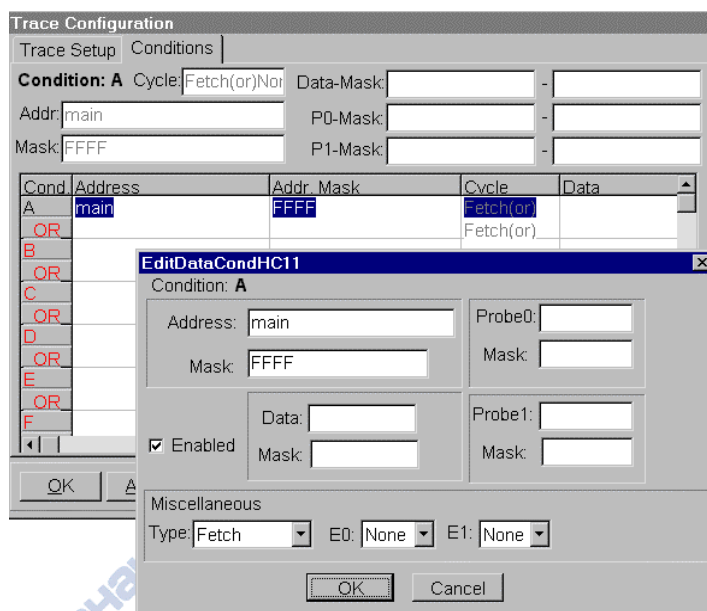 Trace Configuration
Trace Setup Conditions
Condition: A Cycle: Fetch(or)Nor Data-Mask: -
Addr: main P0-Mask: -
Mask: FFFF P1-Mask: -
Cond. Address Addr. Mask Cycle Data
A main FFFF Fetch(or)
OR Fetch(or)
B
OR
C
OR
D
OR
E
OR
F
OK A
EditDataCondHC11
Condition: A
Address: main Probe0:
Mask: FFFF Mask:
Data: Probe1:
Enabled Mask: Mask:
Miscellaneous
Type: Fetch E0: None E1: None
OK Cancel